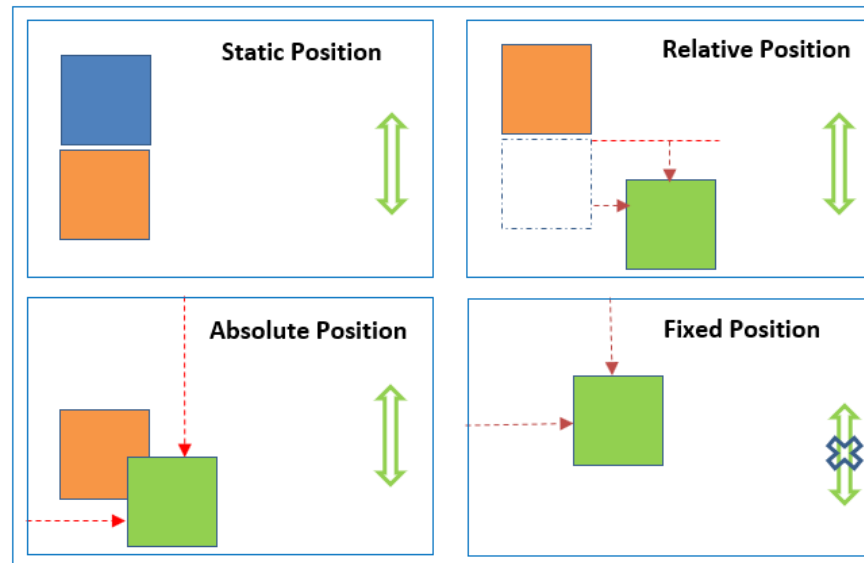 Static Position
Relative Position
Absolute Position
Fixed Position